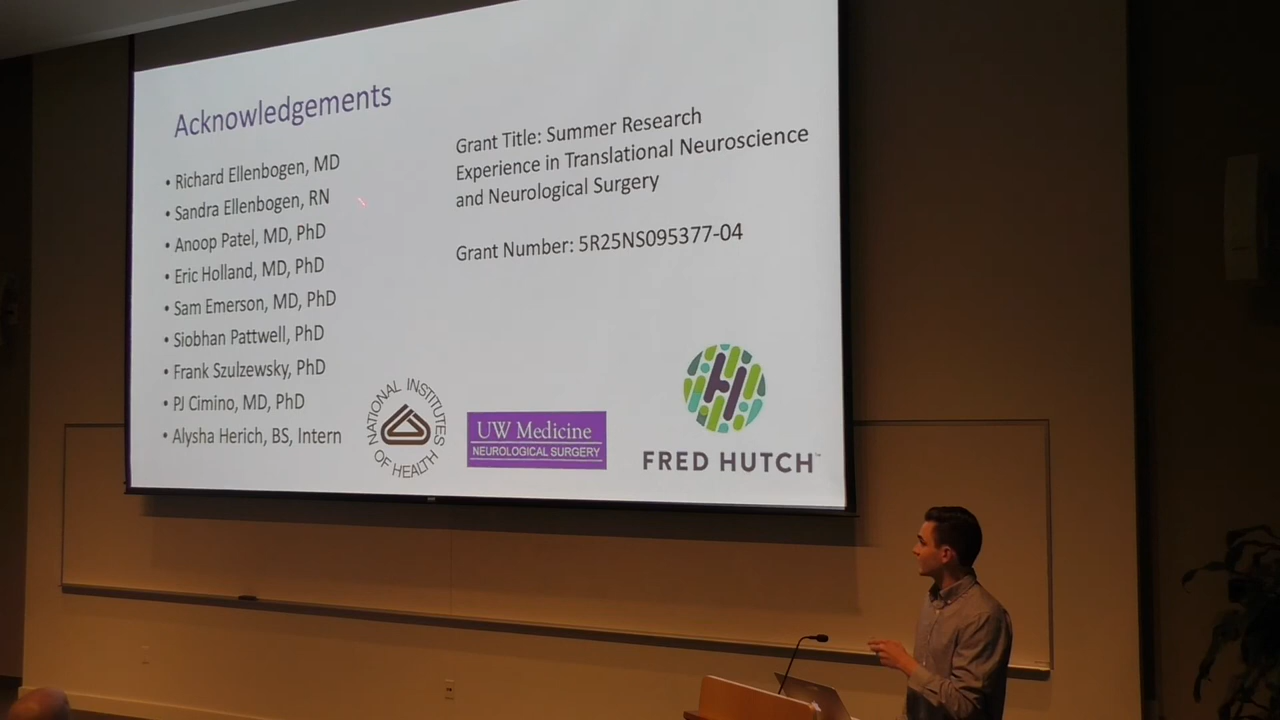 Acknowledgements
• Richard Ellenbogen, MD
• Sandra Ellenbogen, RN
• Anoop Patel, MD, PhD
• Eric Holland, MD, PhD
• Sam Emerson, MD, PhD
• Siobhan Pattwell, PhD
• Frank Szulzewsky, PhD
• PJ Cimino, MD, PhD
• Alysha Herich, BS, Intern
Grant Title: Summer Research
Experience in Translational Neuroscience
and Neurological Surgery
Grant Number: 5R25NS095377-04
NATIONAL INSTITUTES
OF HEALTH
UW Medicine
NEUROLOGICAL SURGERY
FRED HUTCH™